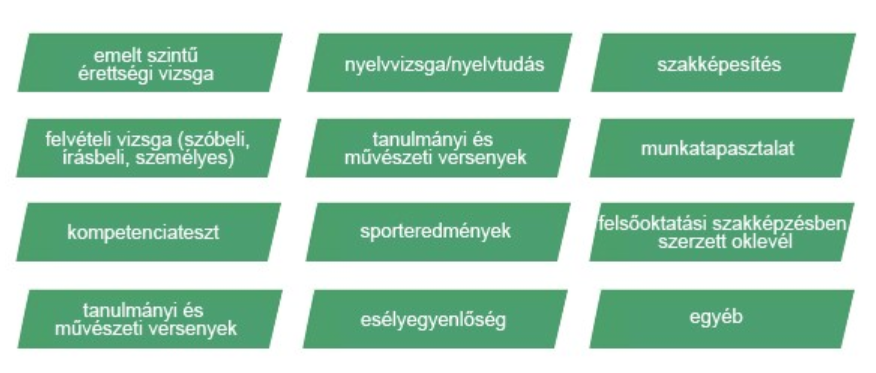 emelt szintű
érettségi vizsga
nyelvvizsga/nyelvtudás
szakképesítés
felvételi vizsga (szóbeli,
írásbeli, személyes)
tanulmányi és
művészeti versenyek
munkatapasztalat
kompetenciateszt
sporteredmények
felsőoktatási szakképzésben
szerzett oklevél
tanulmányi és
művészeti versenyek
esélyegyenlőség
egyéb